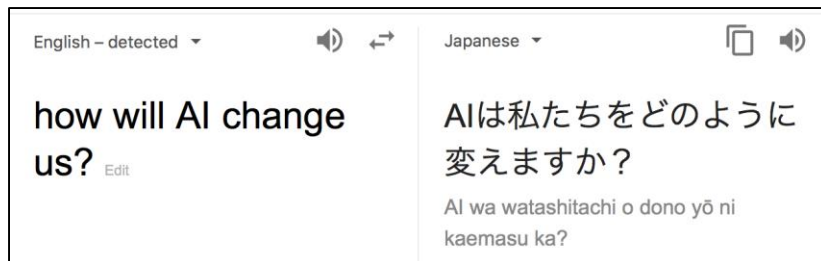 English – detected
how will AI change
us? Edit
Japanese
AIは私たちをどのように
変えますか？
AI wa watashitachi o dono yō ni
kaemasu ka?